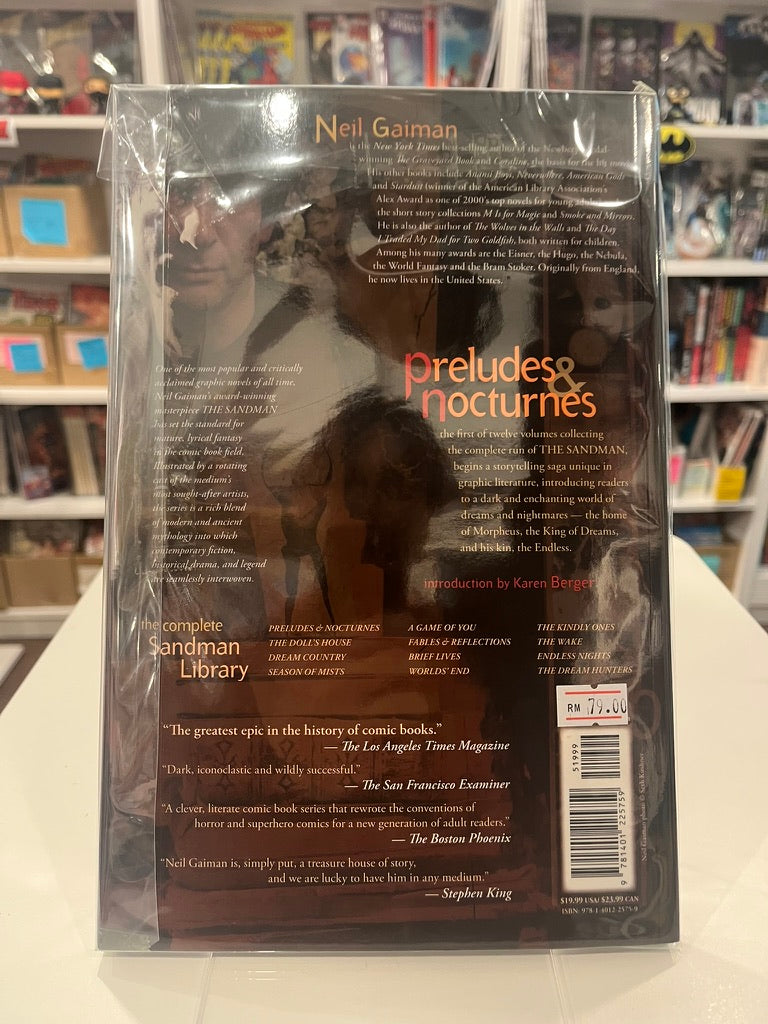 Neil Gaiman
is the New York Times best-selling author of the Newbery Medal-
winning The Graveyard Book and Coraline, the basis for the hit movie.
His other books include Anansi Boys, Neverwhere, American Gods
and Stardust (winner of the American Library Association's
Alex Award as one of 2000's top novels for young adults) and
the short story collections M Is for Magic and Smoke and Mirrors.
He is also the author of The Wolves in the Walls and The Day
I Traded My Dad for Two Goldfish, both written for children.
Among his many awards are the Eisner, the Hugo, the Nebula,
the World Fantasy and the Bram Stoker. Originally from England,
he now lives in the United States.
One of the most popular and critically
acclaimed graphic novels of all time,
Neil Gaiman's award-winning
masterpiece THE SANDMAN
has set the standard for
mature, lyrical fantasy
in the comic book field.
Illustrated by a rotating
cast of the medium's
most sought-after artists,
the series is a rich blend
of modern and ancient
mythology into which
contemporary fiction,
historical drama, and legend
are seamlessly interwoven.
preludes &
nocturnes
the first of twelve volumes collecting
the complete run of THE SANDMAN,
begins a storytelling saga unique in
graphic literature, introducing readers
to a dark and enchanting world of
dreams and nightmares — the home
of Morpheus, the King of Dreams,
and his kin, the Endless.
introduction by Karen Berger
the complete
Sandman
Library
PRELUDES & NOCTURNES
THE DOLL'S HOUSE
DREAM COUNTRY
SEASON OF MISTS
A GAME OF YOU
FABLES & REFLECTIONS
BRIEF LIVES
WORLDS' END
THE KINDLY ONES
THE WAKE
ENDLESS NIGHTS
THE DREAM HUNTERS
RM 79.00
"The greatest epic in the history of comic books."
— The Los Angeles Times Magazine
"Dark, iconoclastic and wildly successful."
— The San Francisco Examiner
"A clever, literate comic book series that rewrote the conventions of
horror and superhero comics for a new generation of adult readers."
— The Boston Phoenix
"Neil Gaiman is, simply put, a treasure house of story,
and we are lucky to have him in any medium."
— Stephen King
51999
9 781401 225759
$19.99 USA/ $23.99 CAN
ISBN: 978-1-4012-2575-9